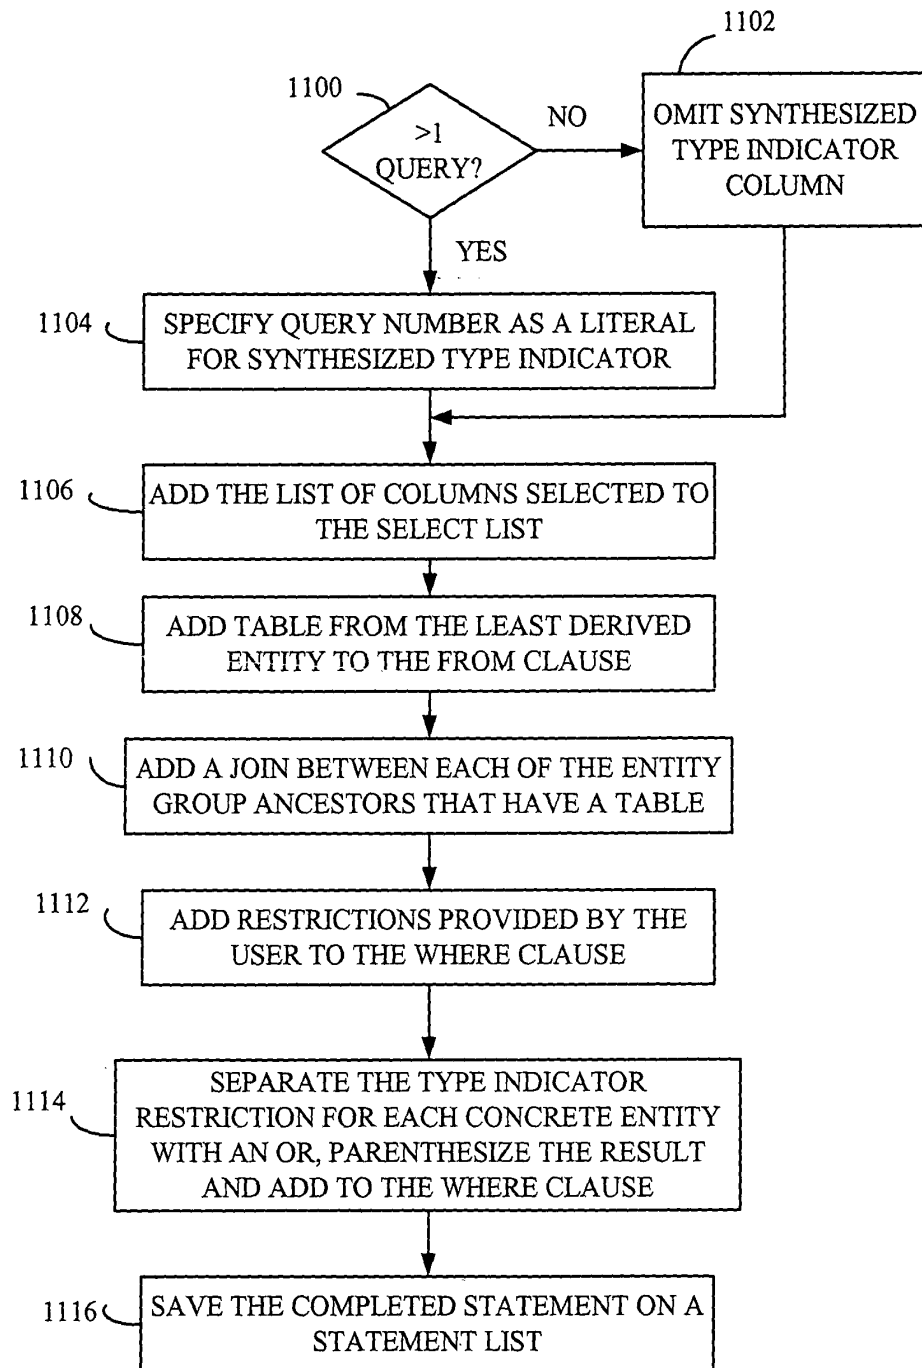 1102
1100
>1
QUERY?
NO
OMIT SYNTHESIZED
TYPE INDICATOR
COLUMN
YES
1104
SPECIFY QUERY NUMBER AS A LITERAL
FOR SYNTHESIZED TYPE INDICATOR
1106
ADD THE LIST OF COLUMNS SELECTED TO
THE SELECT LIST
1108
ADD TABLE FROM THE LEAST DERIVED
ENTITY TO THE FROM CLAUSE
1110
ADD A JOIN BETWEEN EACH OF THE ENTITY
GROUP ANCESTORS THAT HAVE A TABLE
1112
ADD RESTRICTIONS PROVIDED BY THE
USER TO THE WHERE CLAUSE
1114
SEPARATE THE TYPE INDICATOR
RESTRICTION FOR EACH CONCRETE ENTITY
WITH AN OR, PARENTHESIZE THE RESULT
AND ADD TO THE WHERE CLAUSE
1116
SAVE THE COMPLETED STATEMENT ON A
STATEMENT LIST